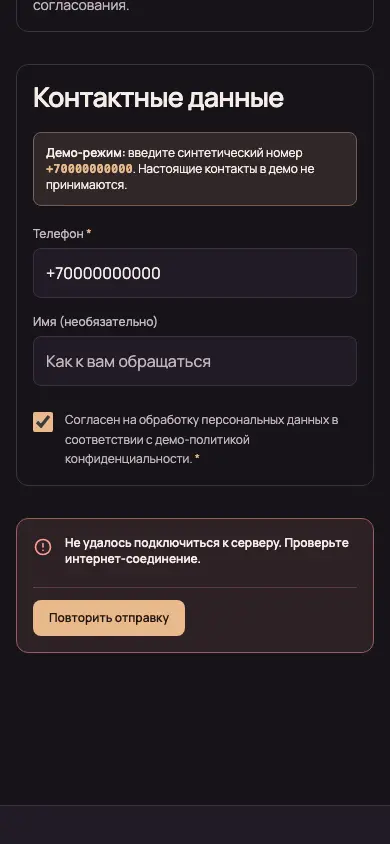 согласования.
Контактные данные
Демо-режим: введите синтетический номер
+70000000000. Настоящие контакты в демо не
принимаются.
Телефон *
+70000000000
Имя (необязательно)
Как к вам обращаться
Согласен на обработку персональных данных в
соответствии с демо-политикой
конфиденциальности. *
Не удалось подключиться к серверу. Проверьте
интернет-соединение.
Повторить отправку